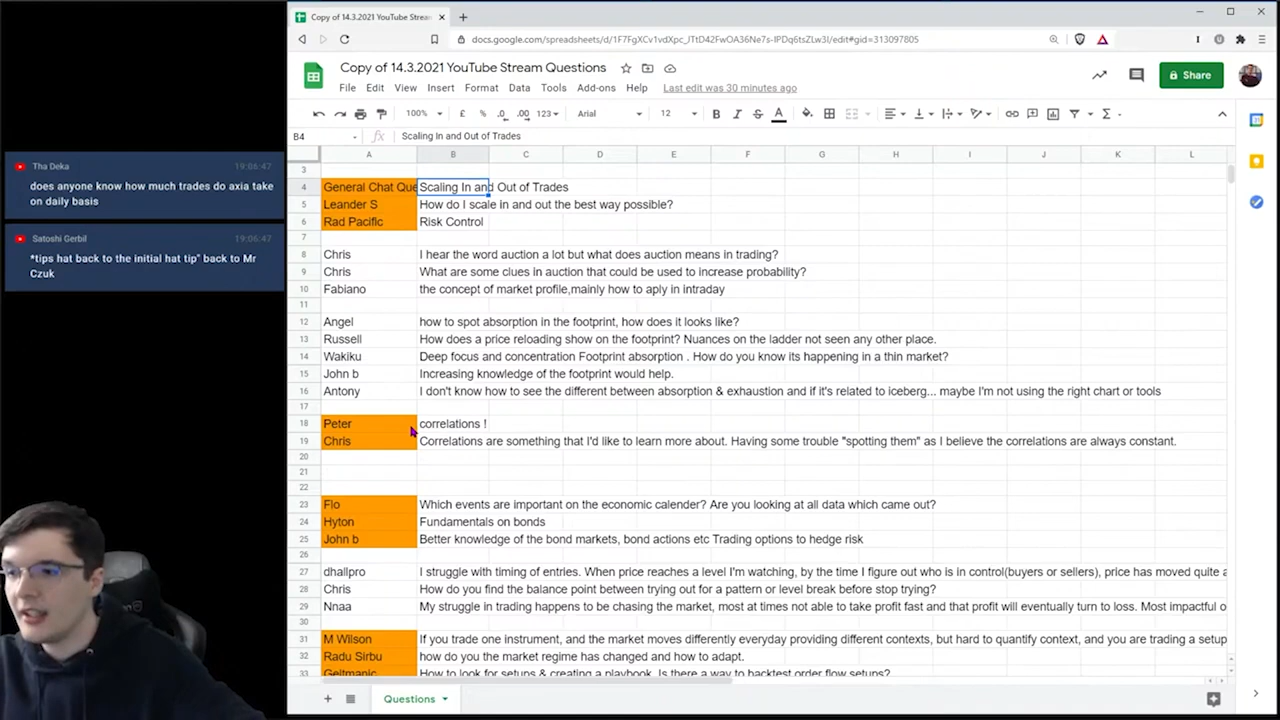 Tha Deka 19:06:47
does anyone know how much trades do axia take
on daily basis
Satoshi Gerbil 19:06:47
*tips hat back to the initial hat tip" back to Mr
Czuk
Copy of 14.3.2021 YouTube Strea
Copy of 14.3.2021 YouTube Stream Questions
File Edit View Insert Format Data Tools Add-ons Help Last edit was 30 minutes ago
Share
100% £ % .0 .00 123 Arial 12 B I S A
B4 fx Scaling In and Out of Trades
A B C D E F G H I J K L
3
4 General Chat Que Scaling In and Out of Trades
5 Leander S How do I scale in and out the best way possible?
6 Rad Pacific Risk Control
7
8 Chris I hear the word auction a lot but what does auction means in trading?
9 Chris What are some clues in auction that could be used to increase probability?
10 Fabiano the concept of market profile,mainly how to aply in intraday
11
12 Angel how to spot absorption in the footprint, how does it looks like?
13 Russell How does a price reloading show on the footprint? Nuances on the ladder not seen any other place.
14 Wakiku Deep focus and concentration Footprint absorption . How do you know its happening in a thin market?
15 John b Increasing knowledge of the footprint would help.
16 Antony I don't know how to see the different between absorption & exhaustion and if it's related to iceberg... maybe I'm not using the right chart or tools
17
18 Peter correlations !
19 Chris Correlations are something that I'd like to learn more about. Having some trouble "spotting them" as I believe the correlations are always constant.
20
21
22
23 Flo Which events are important on the economic calender? Are you looking at all data which came out?
24 Hyton Fundamentals on bonds
25 John b Better knowledge of the bond markets, bond actions etc Trading options to hedge risk
26
27 dhallpro I struggle with timing of entries. When price reaches a level I'm watching, by the time I figure out who is in control(buyers or sellers), price has moved quite a
28 Chris How do you find the balance point between trying out for a pattern or level break before stop trying?
29 Nnaa My struggle in trading happens to be chasing the market, most at times not able to take profit fast and that profit will eventually turn to loss. Most impactful o
30
31 M Wilson If you trade one instrument, and the market moves differently everyday providing different contexts, but hard to quantify context, and you are trading a setup
32 Radu Sirbu how do you the market regime has changed and how to adapt.
33 Geltmanic How to look for setups & creating a playbook. Is there a way to backtest order flow setups?
Questions